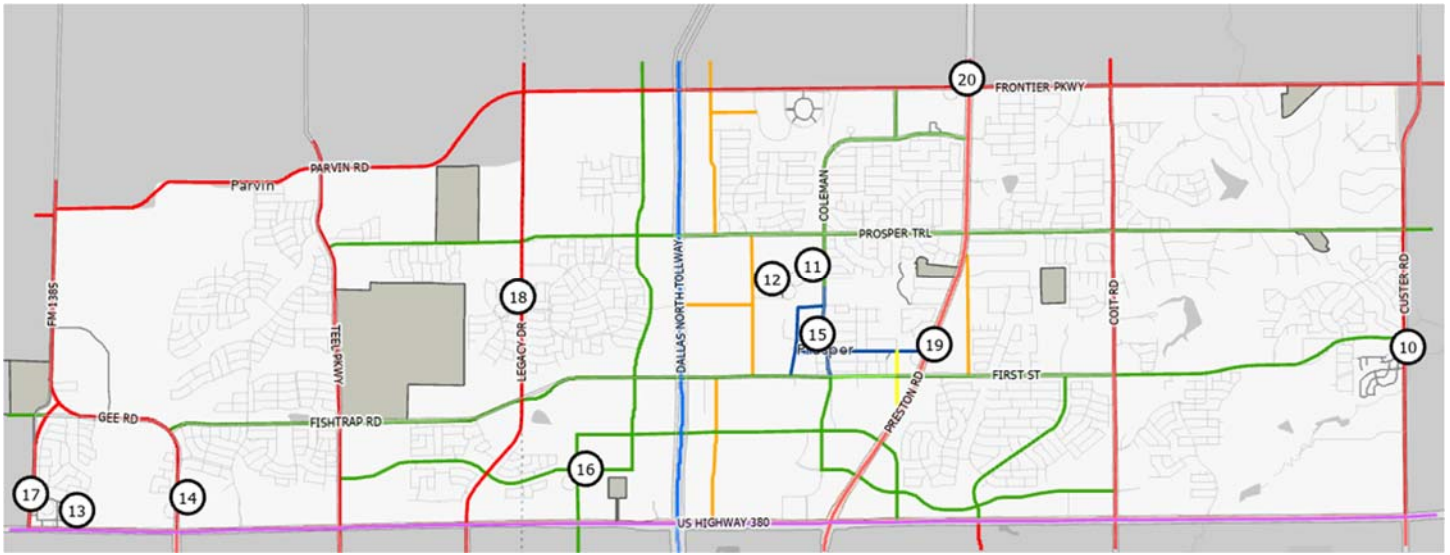 20
FRONTIER PKWY
PARVIN RD
Parvin
COLEMAN
PROSPER TRL
DALLAS NORTH TOLLWAY
11
12
FM 1385
18
CUSTER RD
COIT RD
TEEL PKWY
LEGACY DR
15
19
10
FIRST ST
PRESTON RD
GEE RD
FISHTRAP RD
16
17
13
14
US HIGHWAY 380